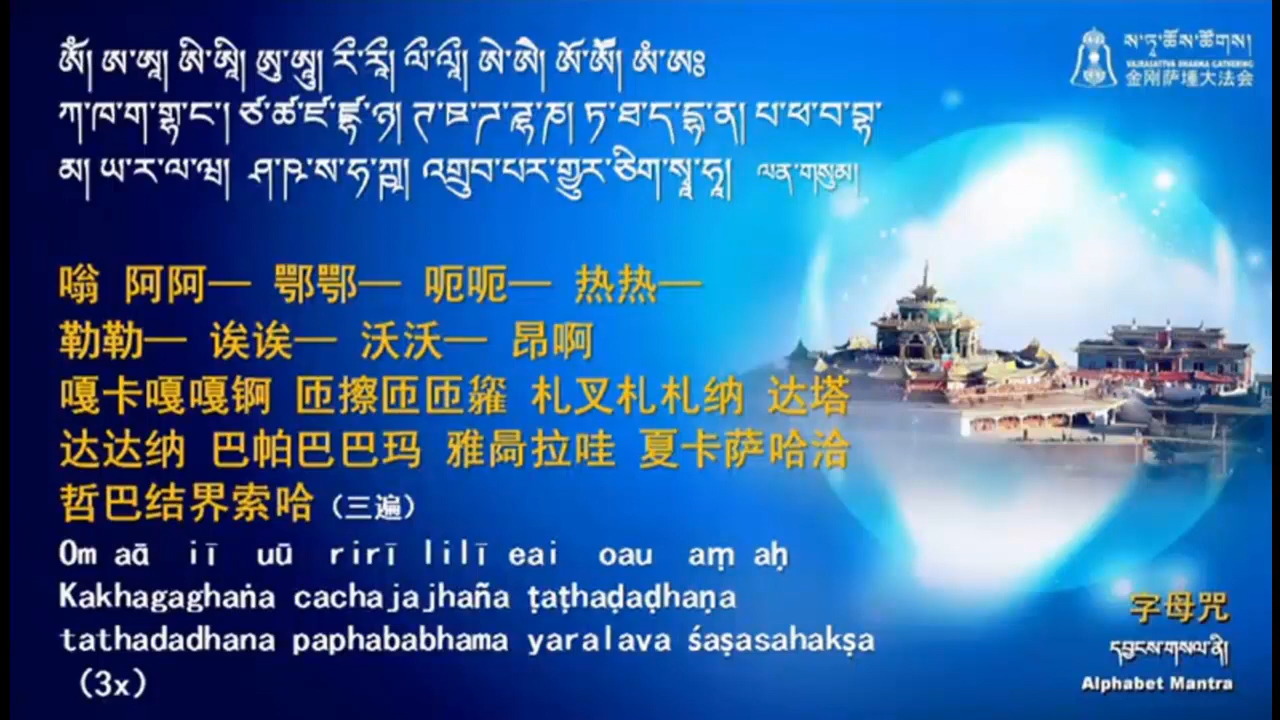 ༀ། ཨ་ཨཱ། ཨི་ཨཱི། ཨུ་ཨཱུ། རི་རཱི། ལི་ལཱི། ཨེ་ཨཻ། ཨོ་ཨཽ། ཨཾ་ཨཿ
ཀ་ཁ་ག་གྷ་ང་། ཙ་ཚ་ཛ་ཛྷ་ཉ། ཊ་ཋ་ཌ་ཌྷ་ཎ། ཏ་ཐ་ད་དྷ་ན། པ་ཕ་བ་བྷ་
མ། ཡ་ར་ལ་ཝ། ཤ་ཥ་ས་ཧ་ཀྵ། འགྲུབ་པར་གྱུར་ཅིག་སྭཱ་ཧཱ། ལན་གསུམ།
嗡 阿阿— 鄂鄂— 呃呃— 热热—
勒勒— 诶诶— 沃沃— 昂啊
嘎卡嘎嘎锕 匝擦匝匝 札叉札札纳 达塔
达达纳 巴帕巴巴玛 雅 拉哇 夏卡萨哈洽
哲巴结界索哈（三遍）
Om aā iī uū rirī lilī eai oau aṃ aḥ
Kakhagaghaṅa cachajajhaña ṭaṭhaḍaḍhaṇa
tathadadhana paphababhama yaralava śaṣasahakṣa
（3x）
VAJRASATTVA DHARMA GATHERING
金刚萨埵大法会
字母咒
དབྱངས་གསལ་ནི།
Alphabet Mantra